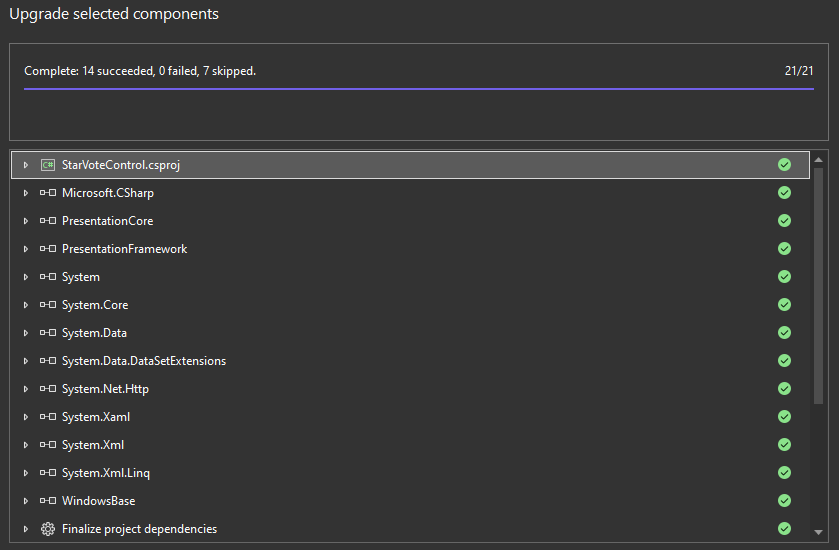 Upgrade selected components
Complete: 14 succeeded, 0 failed, 7 skipped. 21/21
C# StarVoteControl.csproj
Microsoft.CSharp
PresentationCore
PresentationFramework
System
System.Core
System.Data
System.Data.DataSetExtensions
System.Net.Http
System.Xaml
System.Xml
System.Xml.Linq
WindowsBase
Finalize project dependencies